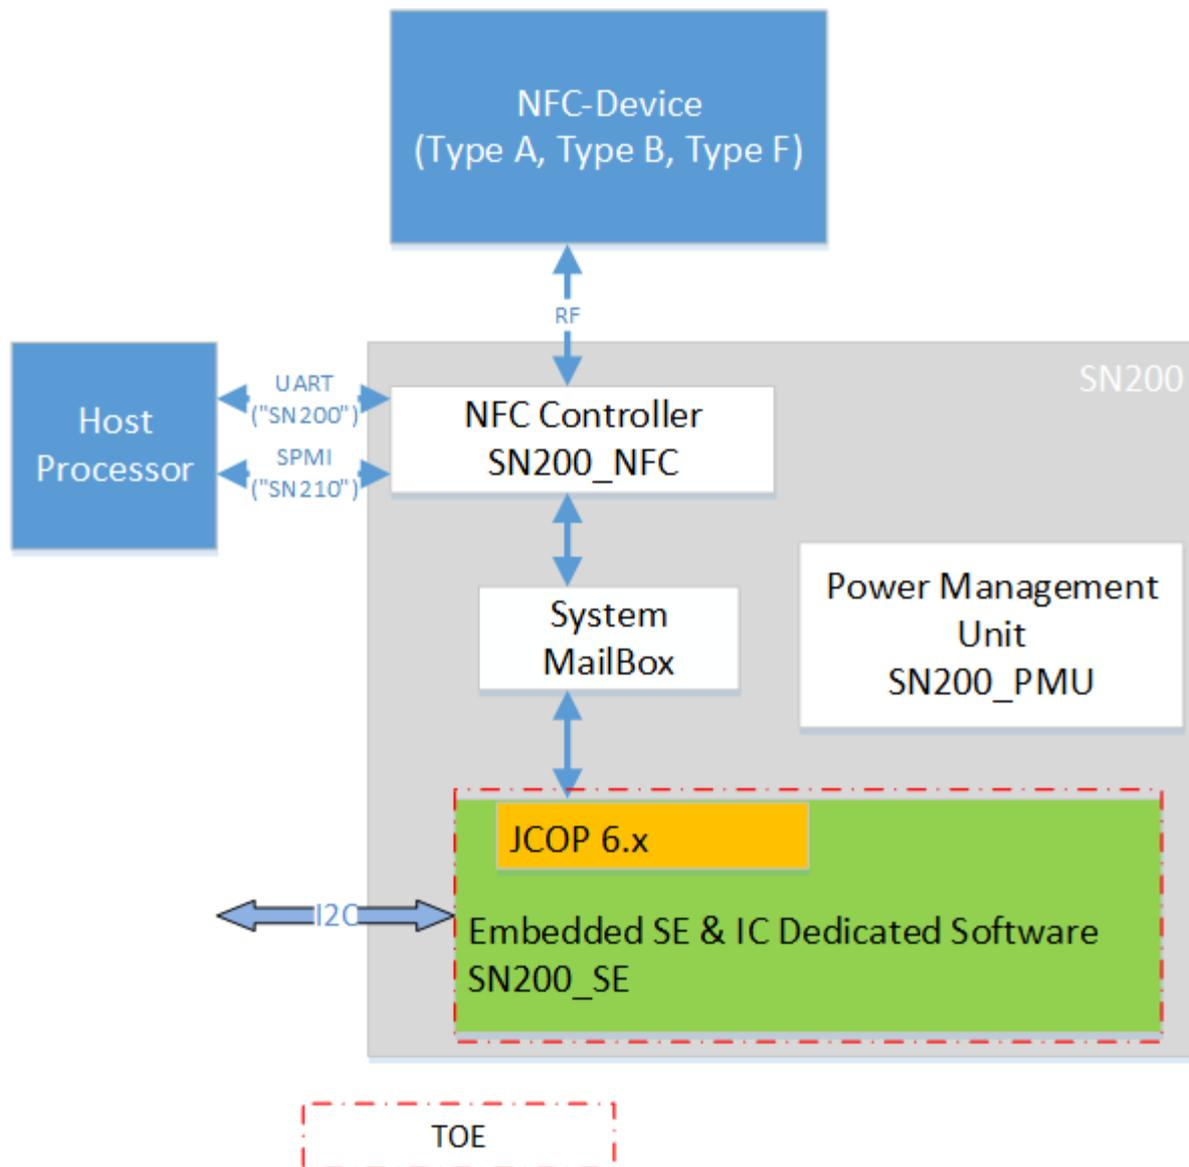 NFC-Device
(Type A, Type B, Type F)
RF
SN200
Host
Processor
UART
("SN200")
SPMI
("SN210")
NFC Controller
SN200_NFC
System
MailBox
Power Management
Unit
SN200_PMU
JCOP 6.x
I2C
Embedded SE & IC Dedicated Software
SN200_SE
TOE